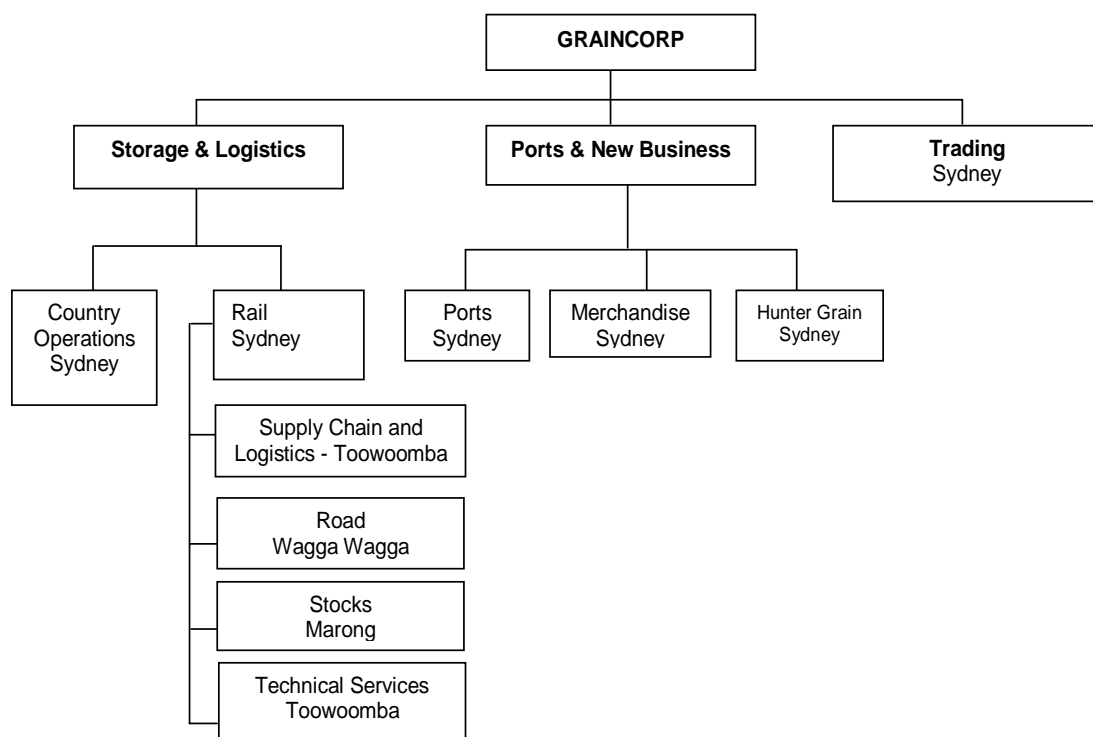 GRAINCORP
Storage & Logistics
Ports & New Business
Trading
Sydney
Country
Operations
Sydney
Rail
Sydney
Ports
Sydney
Merchandise
Sydney
Hunter Grain
Sydney
Supply Chain and
Logistics - Toowoomba
Road
Wagga Wagga
Stocks
Marong
Technical Services
Toowoomba